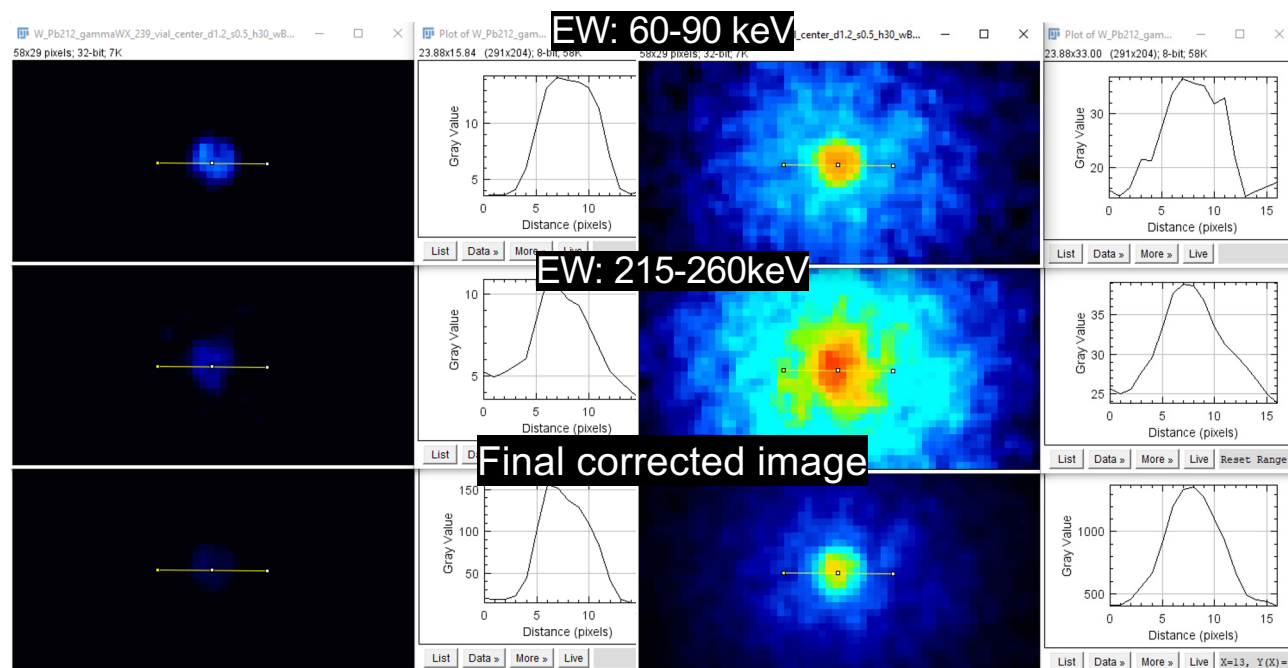 EW: 60-90 keV
W_Pb212_gammaWX_239_vial_center_d1.2_s0.5_h30_wB...
58x29 pixels; 32-bit; 7K
Plot of W_Pb212_gam...
23.88x15.84 (291x204); 8-bit; 58K
l_center_d1.2_s0.5_h30_wB...
58x29 pixels; 32-bit; 7K
Plot of W_Pb212_gam...
23.88x33.00 (291x204); 8-bit; 58K
Gray Value
10
5
0
5
10
Distance (pixels)
List
Data »
More »
Live
Gray Value
30
20
0
5
10
15
Distance (pixels)
List
Data »
More »
Live
EW: 215-260keV
Gray Value
10
5
0
5
10
Distance (pixels)
List
Gray Value
35
30
25
0
5
10
15
Distance (pixels)
List
Data »
More »
Live
Reset Range
Final corrected image
Gray Value
150
100
50
0
5
10
Distance (pixels)
List
Data »
More »
Live
Gray Value
1000
500
0
5
10
15
Distance (pixels)
List
Data »
More »
Live